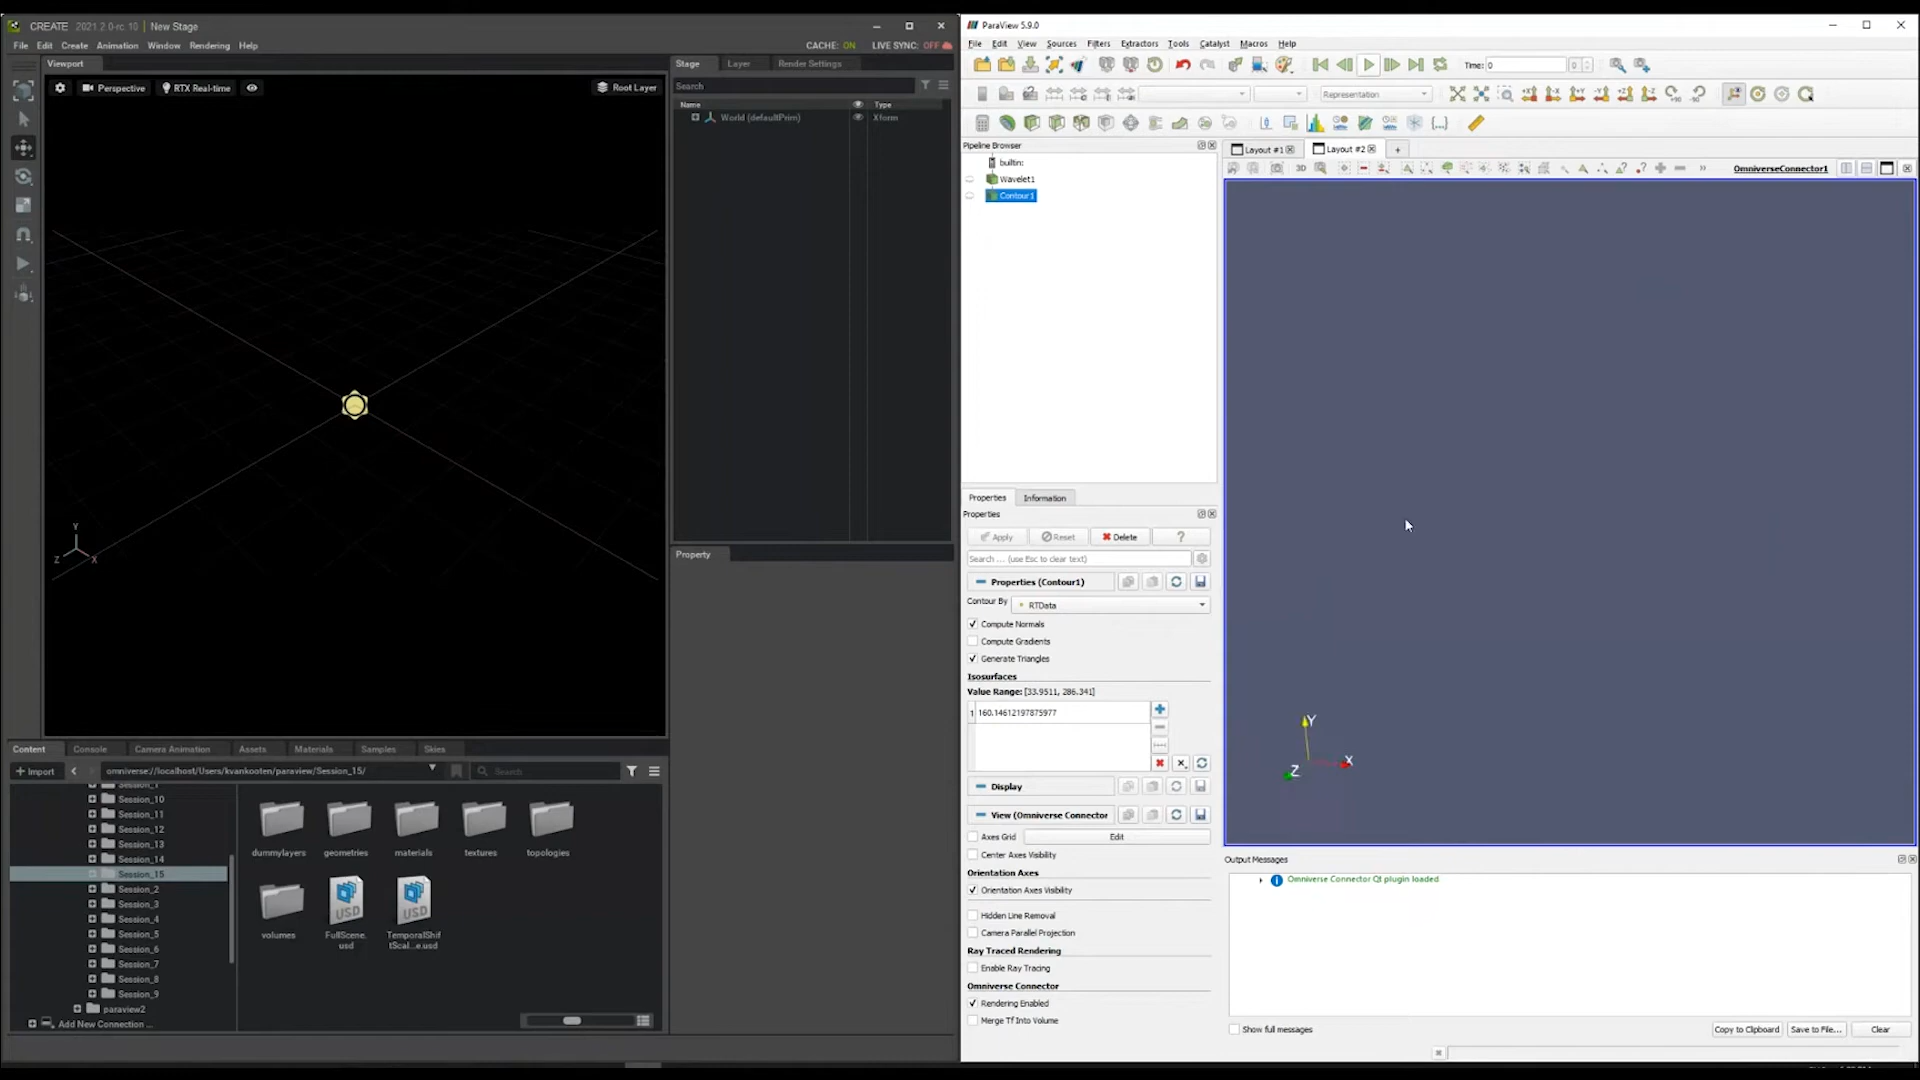 CREATE 2021.2.0-rc.10 New Stage
File Edit Create Animation Window Rendering Help
CACHE: ON LIVE SYNC: OFF
Viewport
Perspective RTX Real-time
Root Layer
Y
Z X
Stage Layer Render Settings
Search
Name Type
World (defaultPrim) Xform
Property
Content Console Camera Animation Assets Materials Samples Skies
+ Import omniverse://localhost/Users/kvankooten/paraview/Session_15/ Search
Session_1
Session_10
Session_11
Session_12
Session_13
Session_14
Session_15
Session_2
Session_3
Session_4
Session_5
Session_6
Session_7
Session_8
Session_9
paraview2
Add New Connection ...
dummylayers geometries materials textures topologies
USD USD
volumes FullScene.usd TemporalShiftScal...e.usd
ParaView 5.9.0
File Edit View Sources Filters Extractors Tools Catalyst Macros Help
Time: 0 0
Representation
Pipeline Browser
builtin:
Wavelet1
Contour1
Properties Information
Properties
Apply Reset Delete ?
Search ... (use Esc to clear text)
Properties (Contour1)
Contour By RTData
Compute Normals
Compute Gradients
Generate Triangles
Isosurfaces
Value Range: [33.9511, 286.341]
1 160.14612197875977
Display
View (Omniverse Connector
Axes Grid Edit
Center Axes Visibility
Orientation Axes
Orientation Axes Visibility
Hidden Line Removal
Camera Parallel Projection
Ray Traced Rendering
Enable Ray Tracing
Omniverse Connector
Rendering Enabled
Merge Tf Into Volume
Layout #1 Layout #2 +
3D OmniverseConnector1
Y
Z X
Output Messages
Omniverse Connector Qt plugin loaded
Show full messages Copy to Clipboard Save to File... Clear